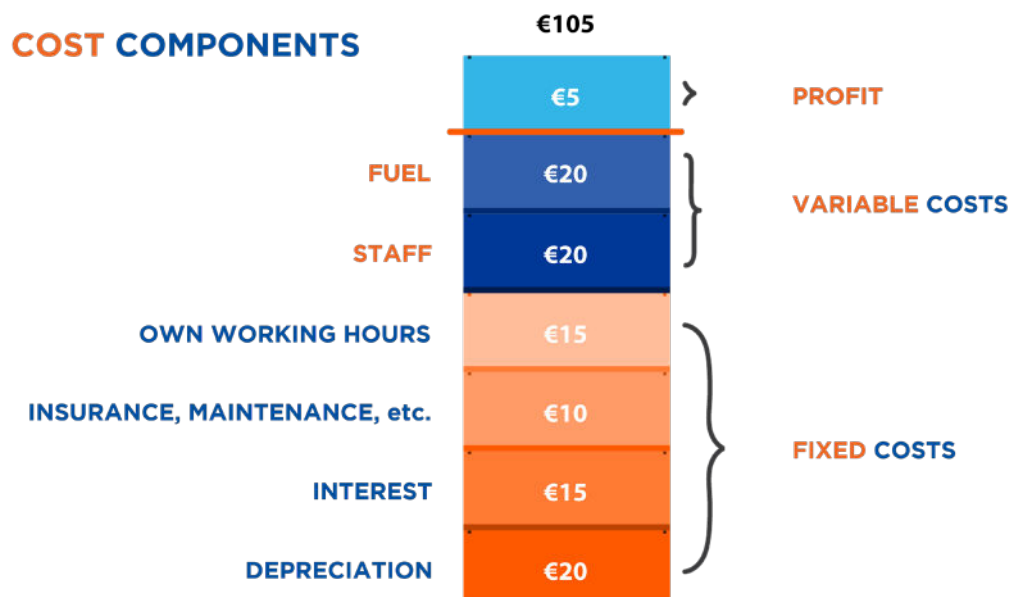 €105
COST COMPONENTS
€5
PROFIT
FUEL
€20
VARIABLE COSTS
STAFF
€20
OWN WORKING HOURS
€15
INSURANCE, MAINTENANCE, etc.
€10
FIXED COSTS
INTEREST
€15
DEPRECIATION
€20